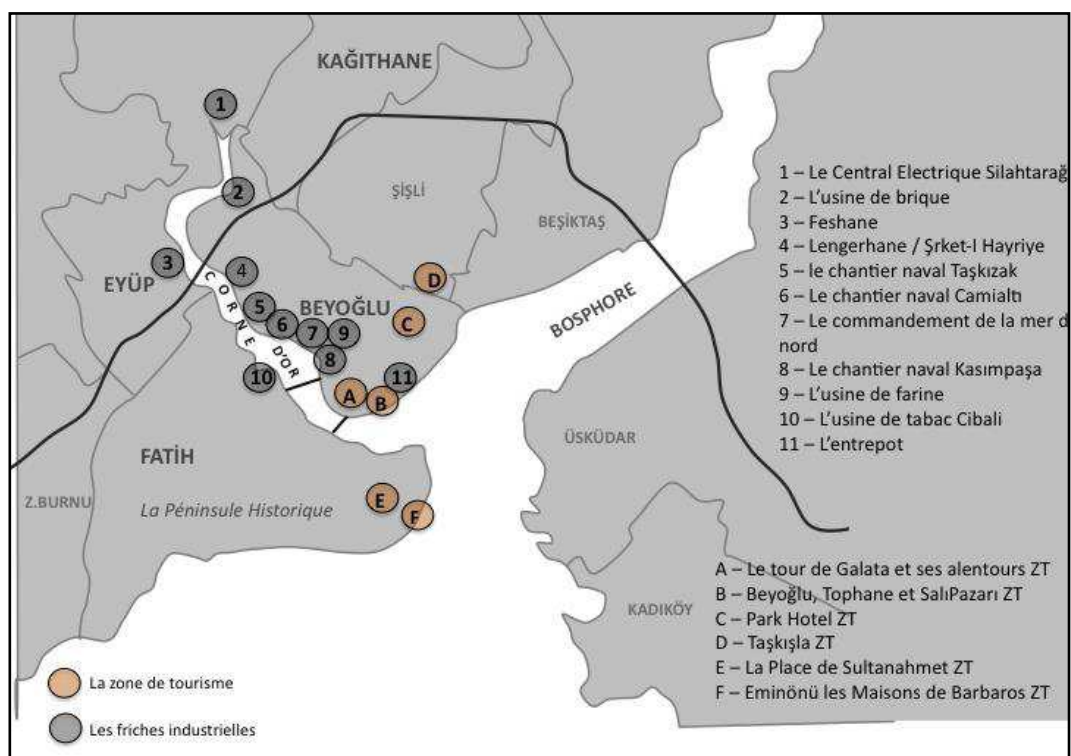 KAĞITHANE
1
2
ŞİŞLİ
BEŞİKTAŞ
3
4
EYÜP
CORNE
D'OR
5
6
7
9
8
10
BEYOĞLU
D
C
A
B
11
BOSPHORE
ÜSKÜDAR
FATİH
Z.BURNU
La Péninsule Historique
E
F
KADIKÖY
1 – Le Central Electrique Silahtarağ
2 – L'usine de brique
3 – Feshane
4 – Lengerhane / Şrket-I Hayriye
5 – le chantier naval Taşkızak
6 – Le chantier naval Camialtı
7 – Le commandement de la mer d
nord
8 – Le chantier naval Kasımpaşa
9 – L'usine de farine
10 – L'usine de tabac Cibali
11 – L'entrepot
A – Le tour de Galata et ses alentours ZT
B – Beyoğlu, Tophane et SalıPazarı ZT
C – Park Hotel ZT
D – Taşkışla ZT
E – La Place de Sultanahmet ZT
F – Eminönü les Maisons de Barbaros ZT
La zone de tourisme
Les friches industrielles